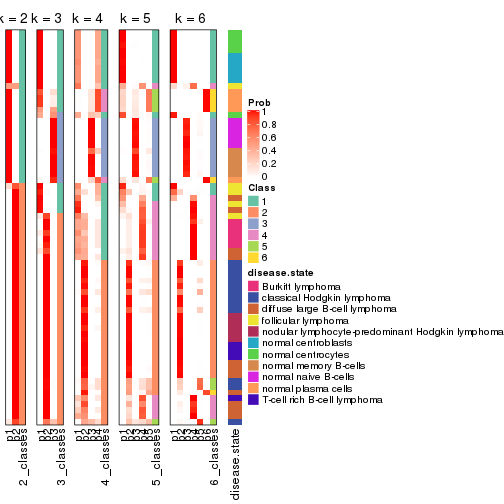 k = 2 k = 3 k = 4 k = 5 k = 6
Prob
1
0.8
0.6
0.4
0.2
0
Class
1
2
3
4
5
6
disease.state
Burkitt lymphoma
classical Hodgkin lymphoma
diffuse large B-cell lymphoma
follicular lymphoma
nodular lymphocyte-predominant Hodgkin lymphoma
normal centroblasts
normal centrocytes
normal memory B-cells
normal naive B-cells
normal plasma cells
T-cell rich B-cell lymphoma
p1 p2 2_classes
p1 p2 p3 3_classes
p1 p2 p3 p4 4_classes
p1 p2 p3 p4 p5 5_classes
p1 p2 p3 p4 p5 p6 6_classes
disease.state